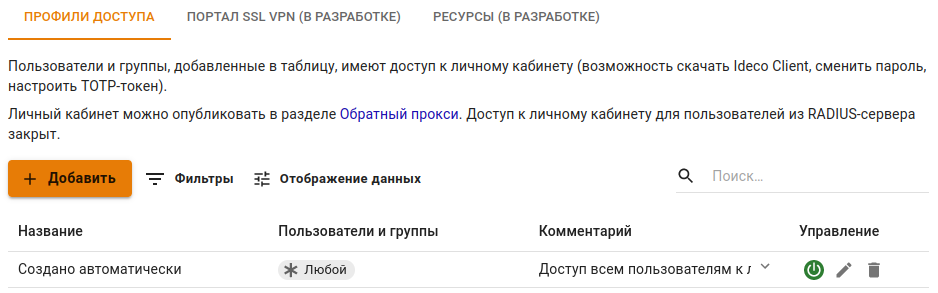 ПРОФИЛИ ДОСТУПА ПОРТАЛ SSL VPN (В РАЗРАБОТКЕ) РЕСУРСЫ (В РАЗРАБОТКЕ)
Пользователи и группы, добавленные в таблицу, имеют доступ к личному кабинету (возможность скачать Ideco Client, сменить пароль,
настроить TOTP-токен).
Личный кабинет можно опубликовать в разделе Обратный прокси. Доступ к личному кабинету для пользователей из RADIUS-сервера
закрыт.
Добавить Фильтры Отображение данных Поиск...
Название Пользователи и группы Комментарий Управление
Создано автоматически Любой Доступ всем пользователям к